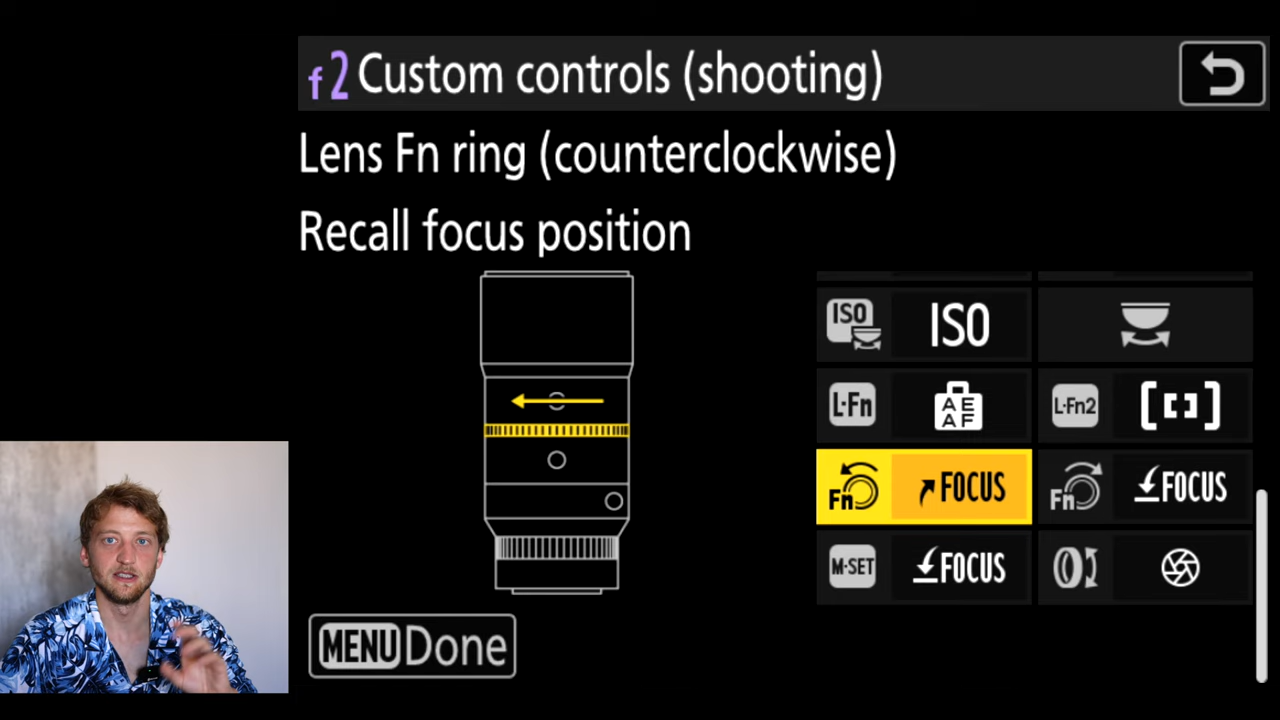 f2 Custom controls (shooting)
Lens Fn ring (counterclockwise)
Recall focus position
ISO ISO
L·Fn AE AF L·Fn2
Fn FOCUS Fn FOCUS
M·SET FOCUS
MENU Done